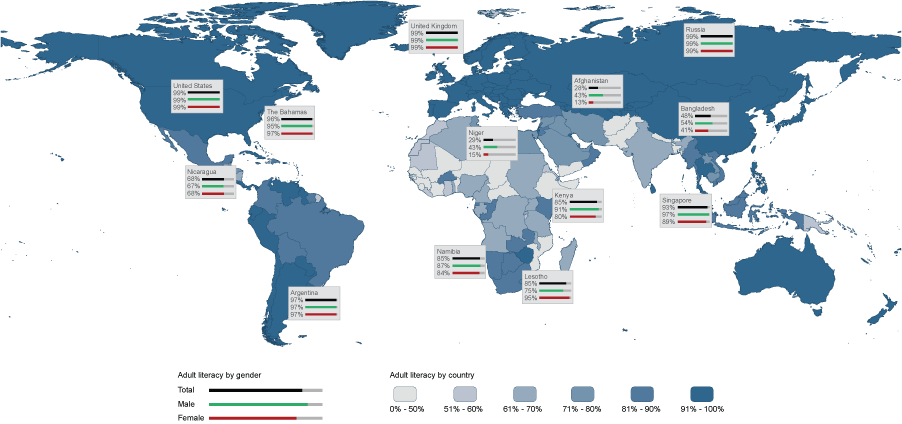 United Kingdom
99%
99%
99%
Russia
99%
99%
99%
United States
99%
99%
99%
Afghanistan
28%
43%
13%
The Bahamas
96%
95%
97%
Bangladesh
48%
54%
41%
Niger
29%
43%
15%
Nicaragua
68%
67%
68%
Kenya
85%
91%
80%
Singapore
93%
97%
89%
Namibia
85%
87%
84%
Lesotho
85%
75%
95%
Argentina
97%
97%
97%
Adult literacy by gender
Total
Male
Female
Adult literacy by country
0% - 50%
51% - 60%
61% - 70%
71% - 80%
81% - 90%
91% - 100%